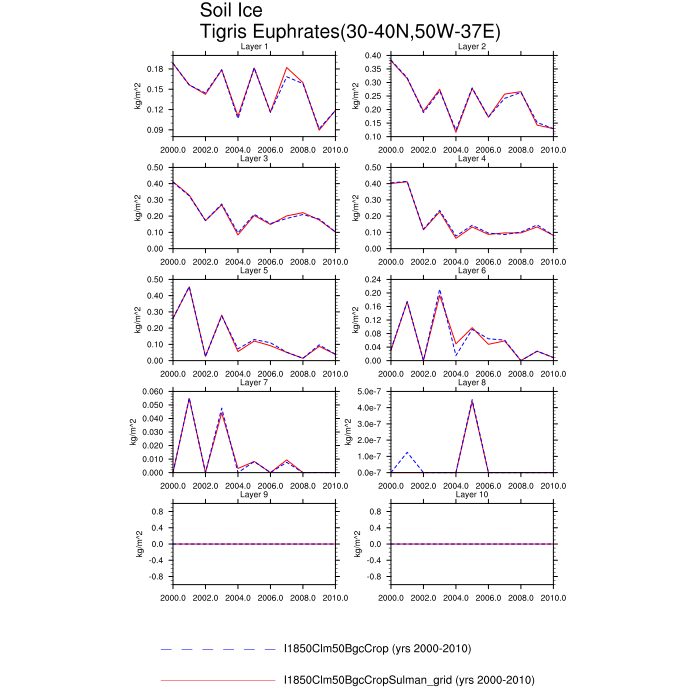 Soil Ice
Tigris Euphrates(30-40N,50W-37E)
Layer 1
Layer 2
0.18
0.15
0.12
0.09
kg/m^2
2000.0 2002.0 2004.0 2006.0 2008.0 2010.0
0.40
0.35
0.30
0.25
0.20
0.15
0.10
kg/m^2
2000.0 2002.0 2004.0 2006.0 2008.0 2010.0
Layer 3
Layer 4
0.50
0.40
0.30
0.20
0.10
0.00
kg/m^2
2000.0 2002.0 2004.0 2006.0 2008.0 2010.0
0.50
0.40
0.30
0.20
0.10
0.00
kg/m^2
2000.0 2002.0 2004.0 2006.0 2008.0 2010.0
Layer 5
Layer 6
0.50
0.40
0.30
0.20
0.10
0.00
kg/m^2
2000.0 2002.0 2004.0 2006.0 2008.0 2010.0
0.24
0.20
0.16
0.12
0.08
0.04
0.00
kg/m^2
2000.0 2002.0 2004.0 2006.0 2008.0 2010.0
Layer 7
Layer 8
0.060
0.050
0.040
0.030
0.020
0.010
0.000
kg/m^2
2000.0 2002.0 2004.0 2006.0 2008.0 2010.0
5.0e-7
4.0e-7
3.0e-7
2.0e-7
1.0e-7
0.0e-7
kg/m^2
2000.0 2002.0 2004.0 2006.0 2008.0 2010.0
Layer 9
Layer 10
0.8
0.4
0.0
-0.4
-0.8
kg/m^2
2000.0 2002.0 2004.0 2006.0 2008.0 2010.0
0.8
0.4
0.0
-0.4
-0.8
kg/m^2
2000.0 2002.0 2004.0 2006.0 2008.0 2010.0
I1850Clm50BgcCrop (yrs 2000-2010)
I1850Clm50BgcCropSulman_grid (yrs 2000-2010)